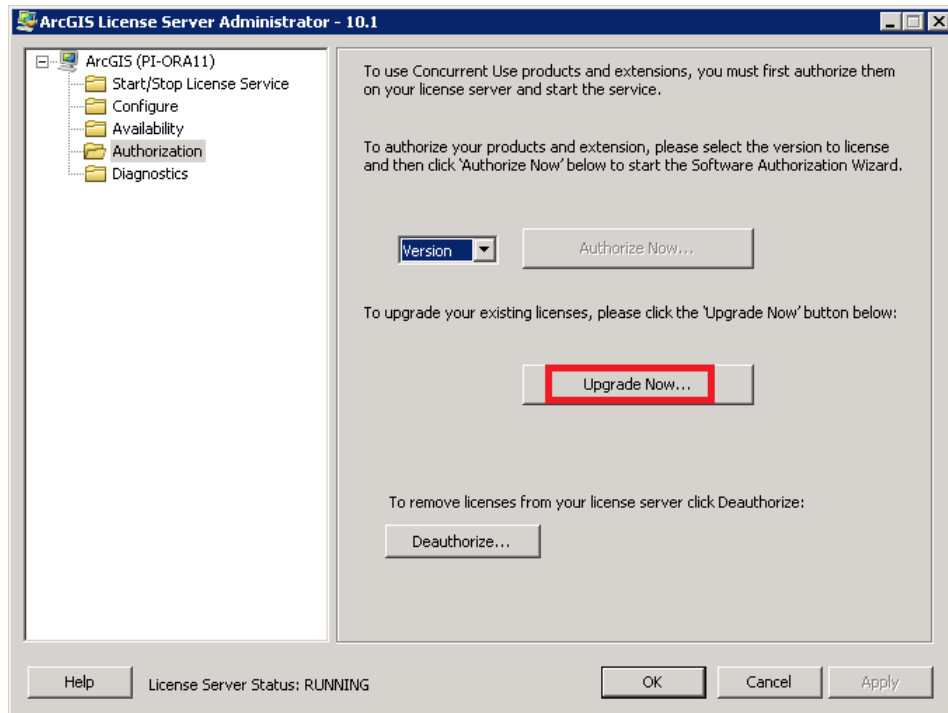 ArcGIS License Server Administrator - 10.1
ArcGIS (PI-ORA11)
Start/Stop License Service
Configure
Availability
Authorization
Diagnostics
To use Concurrent Use products and extensions, you must first authorize them
on your license server and start the service.
To authorize your products and extension, please select the version to license
and then click 'Authorize Now' below to start the Software Authorization Wizard.
Version
Authorize Now...
To upgrade your existing licenses, please click the 'Upgrade Now' button below:
Upgrade Now...
To remove licenses from your license server click Deauthorize:
Deauthorize...
Help
License Server Status: RUNNING
OK
Cancel
Apply